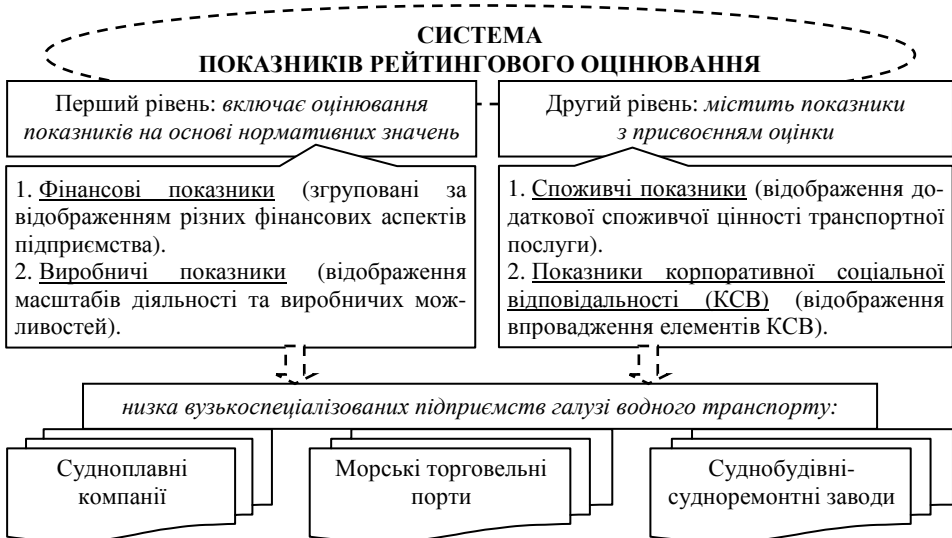 СИСТЕМА
ПОКАЗНИКІВ РЕЙТИНГОВОГО ОЦІНЮВАННЯ
Перший рівень: включає оцінювання
показників на основі нормативних значень
Другий рівень: містить показники
з присвоєнням оцінки
1. Фінансові показники (згруповані за
відображенням різних фінансових аспектів
підприємства).
2. Виробничі показники (відображення
масштабів діяльності та виробничих мож-
ливостей).
1. Споживчі показники (відображення до-
даткової споживчої цінності транспортної
послуги).
2. Показники корпоративної соціальної
відповідальності (КСВ) (відображення
впровадження елементів КСВ).
низка вузькоспеціалізованих підприємств галузі водного транспорту:
Судноплавні
компанії
Морські торговельні
порти
Суднобудівні-
судноремонтні заводи